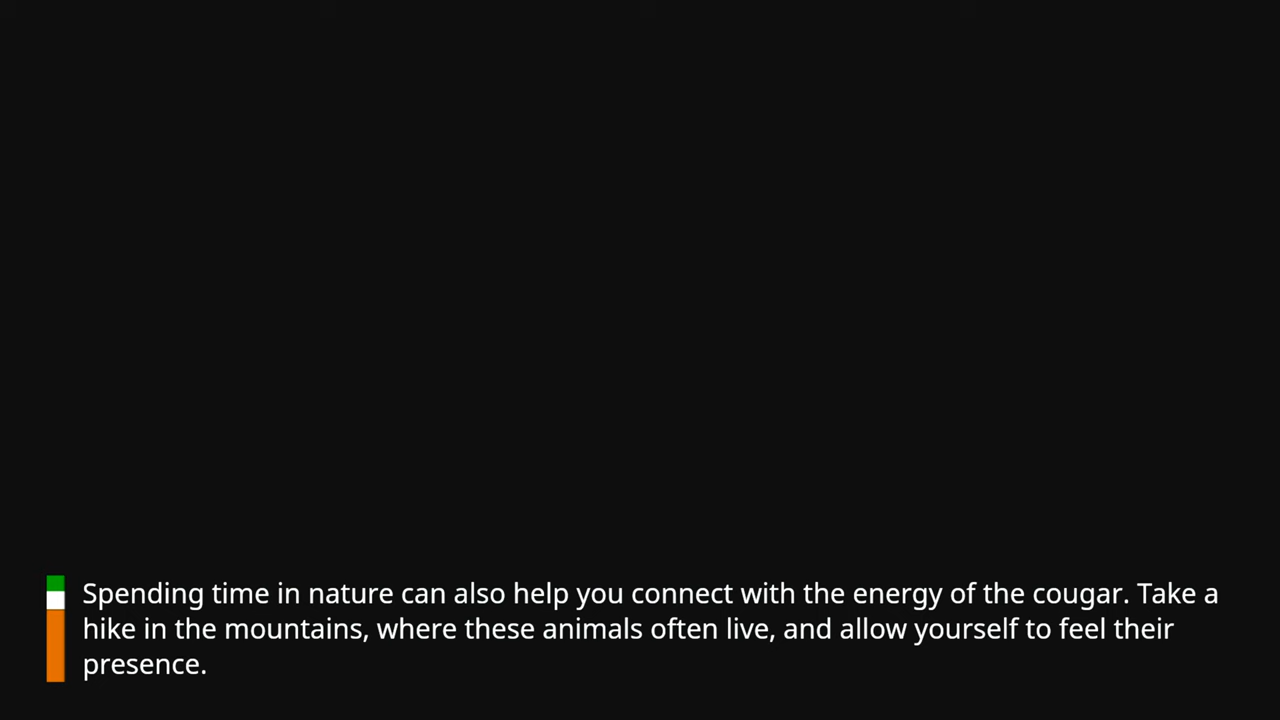 Spending time in nature can also help you connect with the energy of the cougar. Take a
hike in the mountains, where these animals often live, and allow yourself to feel their
presence.